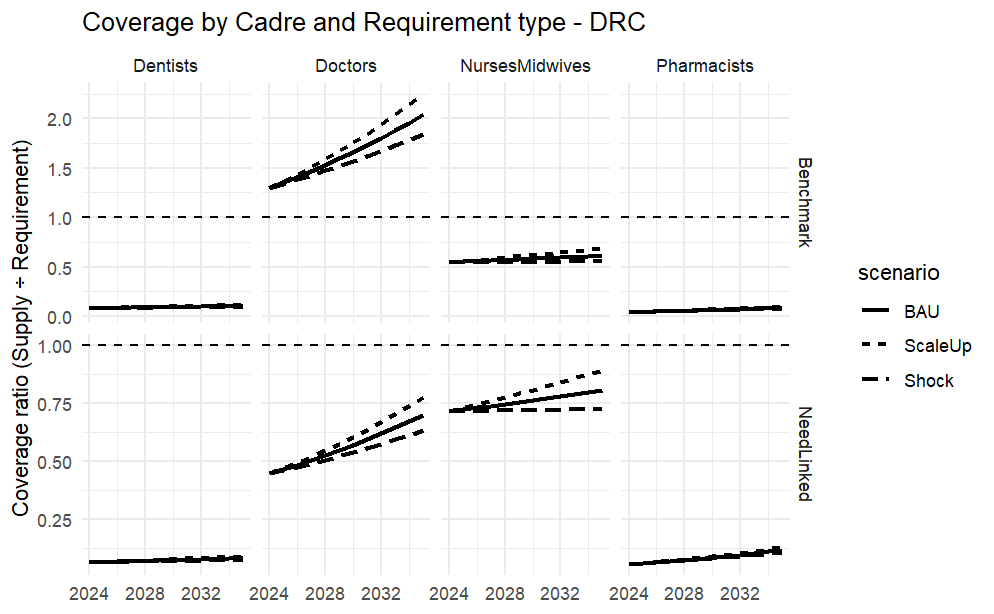 Coverage by Cadre and Requirement type - DRC
Dentists Doctors NursesMidwives Pharmacists
Coverage ratio (Supply ÷ Requirement)
2.0
1.5
1.0
0.5
0.0
Benchmark
1.00
0.75
0.50
0.25
NeedLinked
2024 2028 2032 2024 2028 2032 2024 2028 2032 2024 2028 2032
scenario
BAU
ScaleUp
Shock